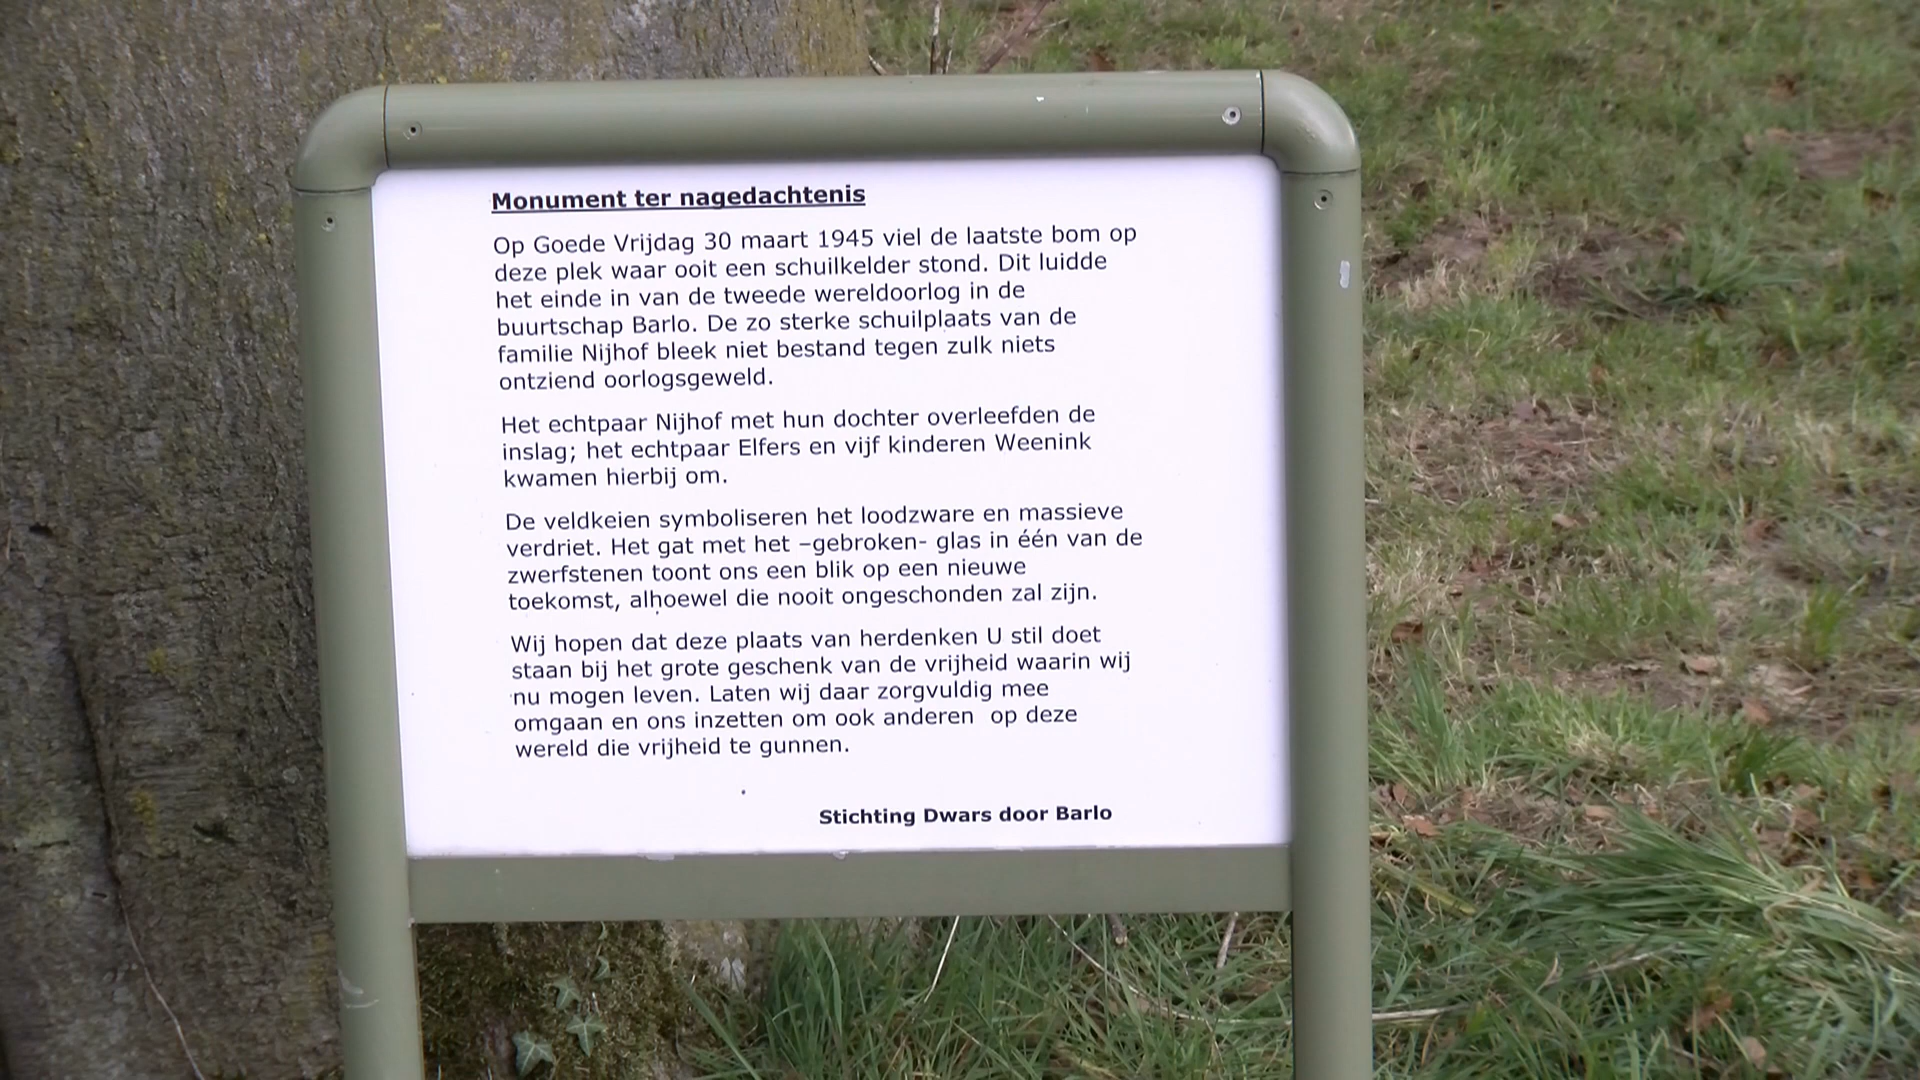 Monument ter nagedachtenis
Op Goede Vrijdag 30 maart 1945 viel de laatste bom op
deze plek waar ooit een schuilkelder stond. Dit luidde
het einde in van de tweede wereldoorlog in de
buurtschap Barlo. De zo sterke schuilplaats van de
familie Nijhof bleek niet bestand tegen zulk niets
ontziend oorlogsgeweld.
Het echtpaar Nijhof met hun dochter overleefden de
inslag; het echtpaar Elfers en vijf kinderen Weenink
kwamen hierbij om.
De veldkeien symboliseren het loodzware en massieve
verdriet. Het gat met het –gebroken- glas in één van de
zwerfstenen toont ons een blik op een nieuwe
toekomst, alhoewel die nooit ongeschonden zal zijn.
Wij hopen dat deze plaats van herdenken U stil doet
staan bij het grote geschenk van de vrijheid waarin wij
nu mogen leven. Laten wij daar zorgvuldig mee
omgaan en ons inzetten om ook anderen  op deze
wereld die vrijheid te gunnen.
Stichting Dwars door Barlo